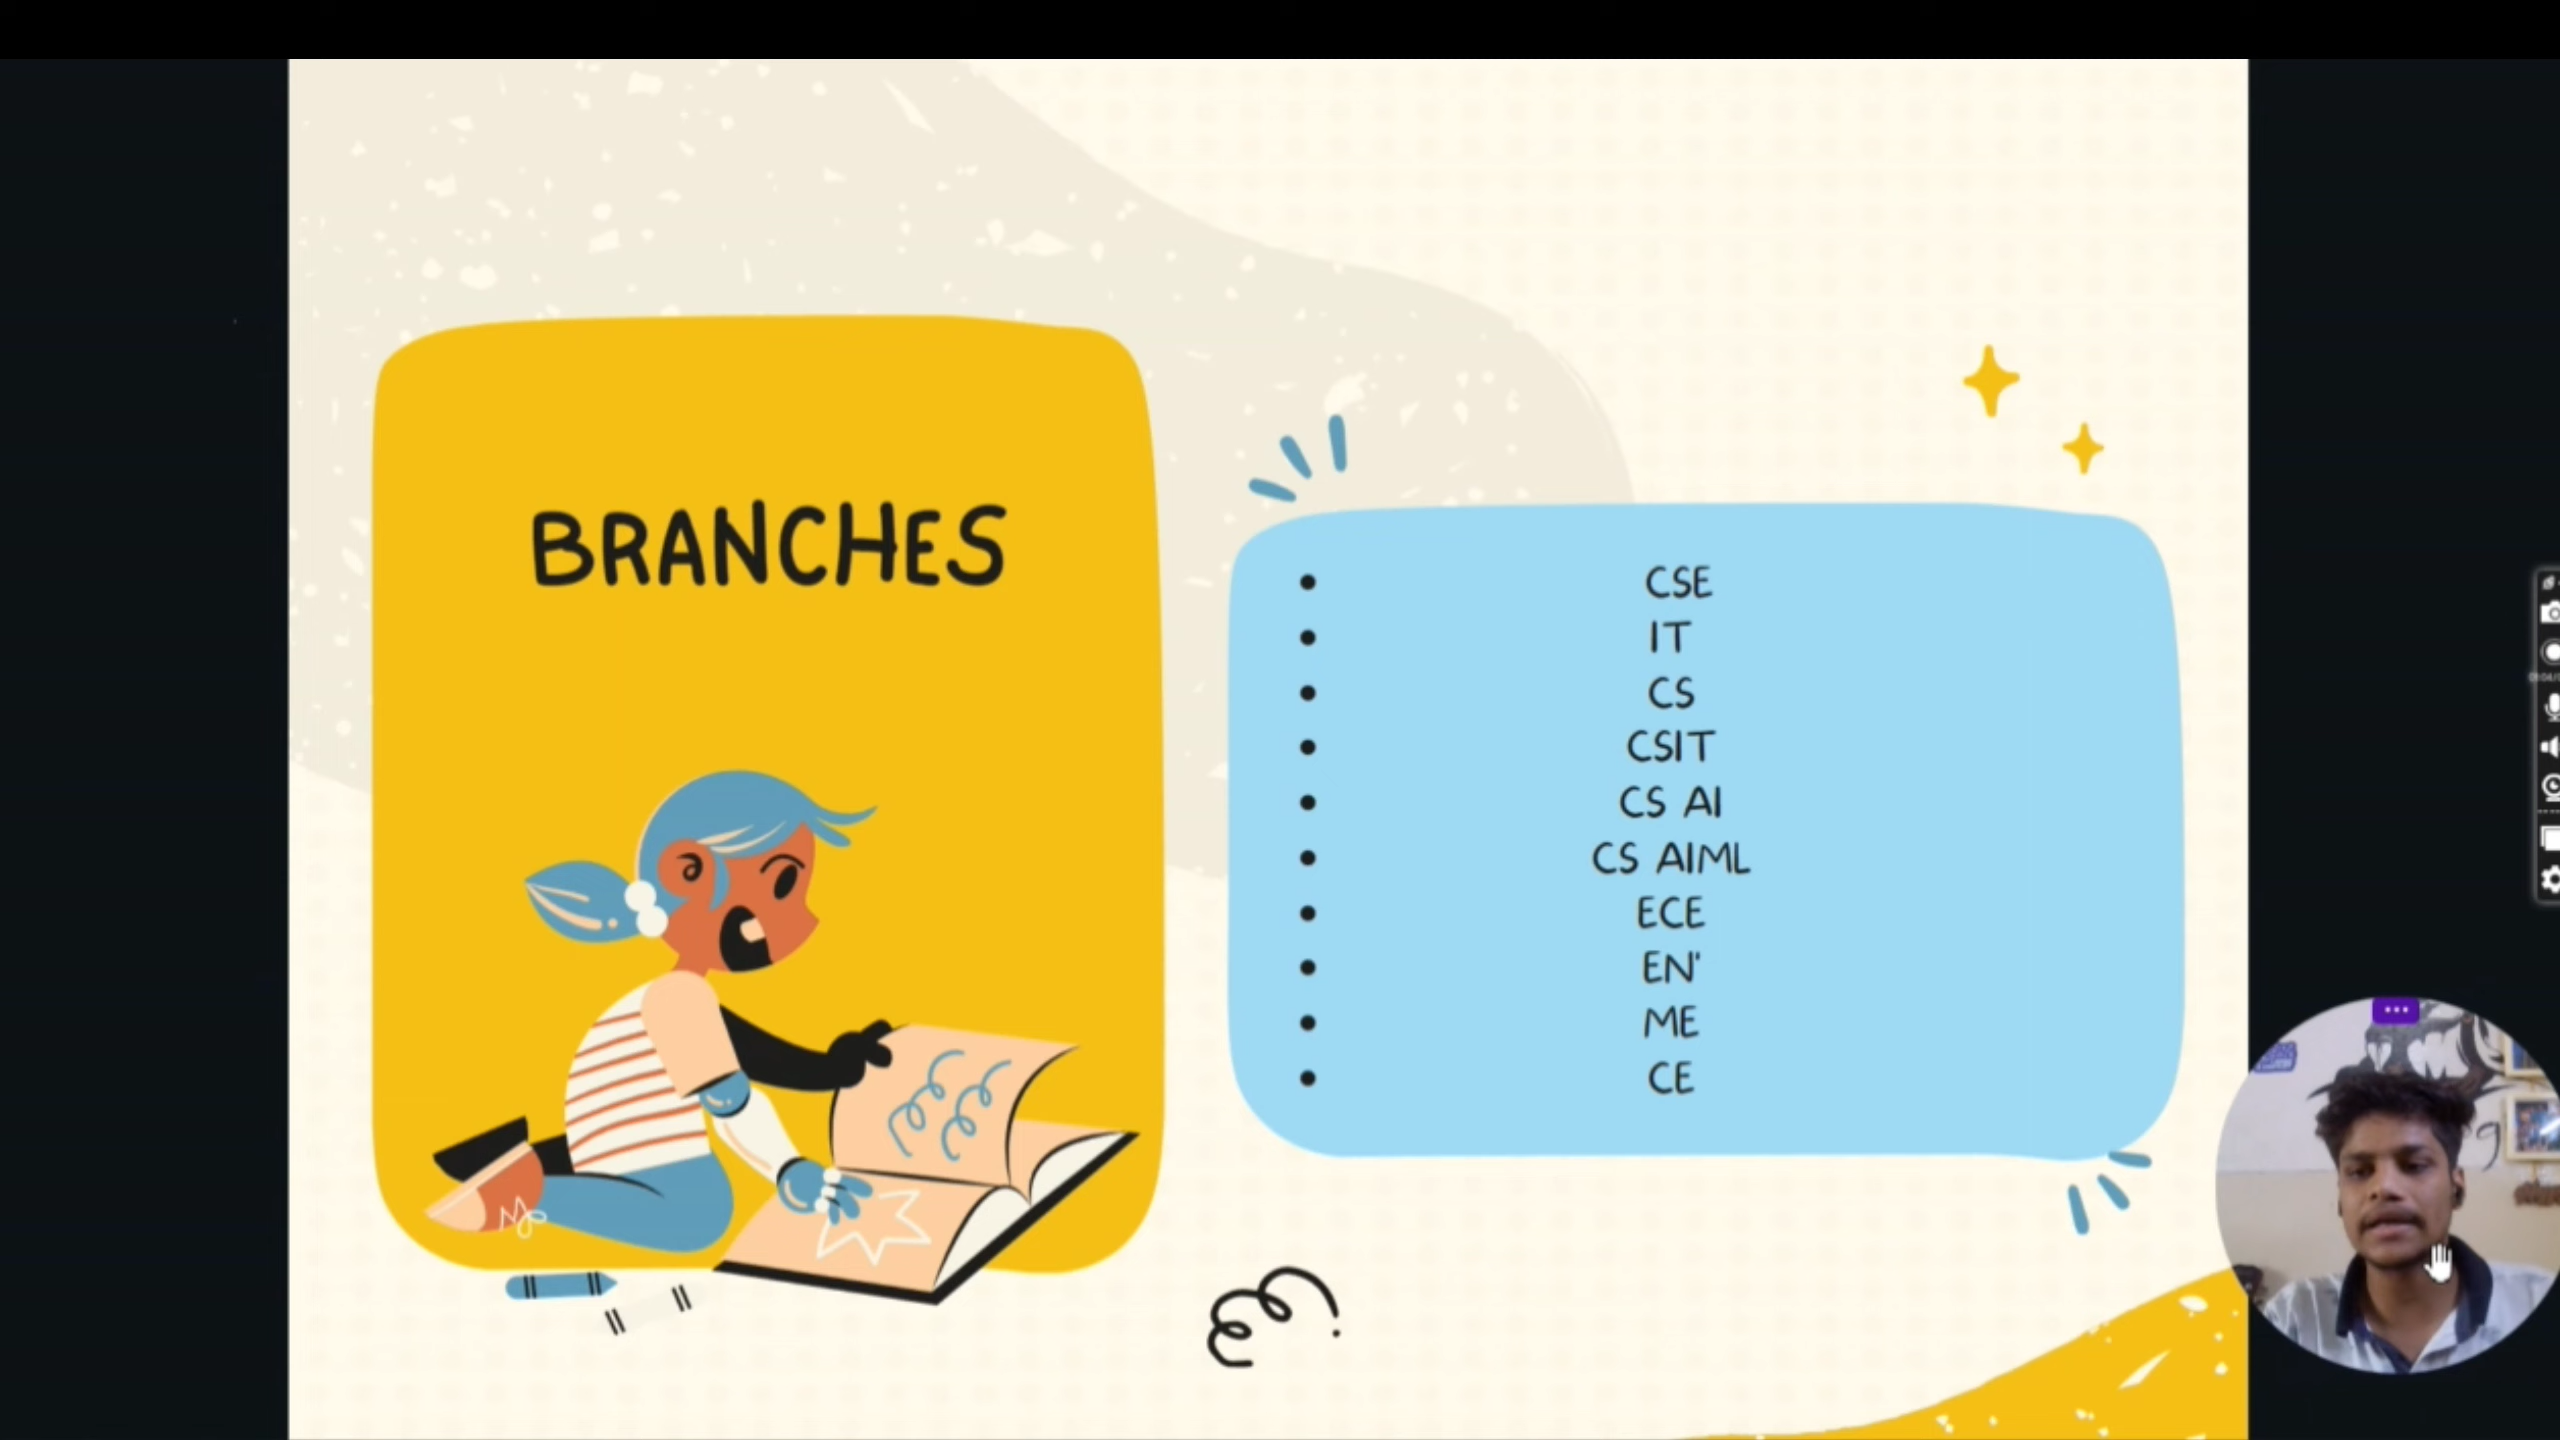 BRANCHES
• CSE
• IT
• CS
• CSIT
• CS AI
• CS AIML
• ECE
• EN'
• ME
• CE